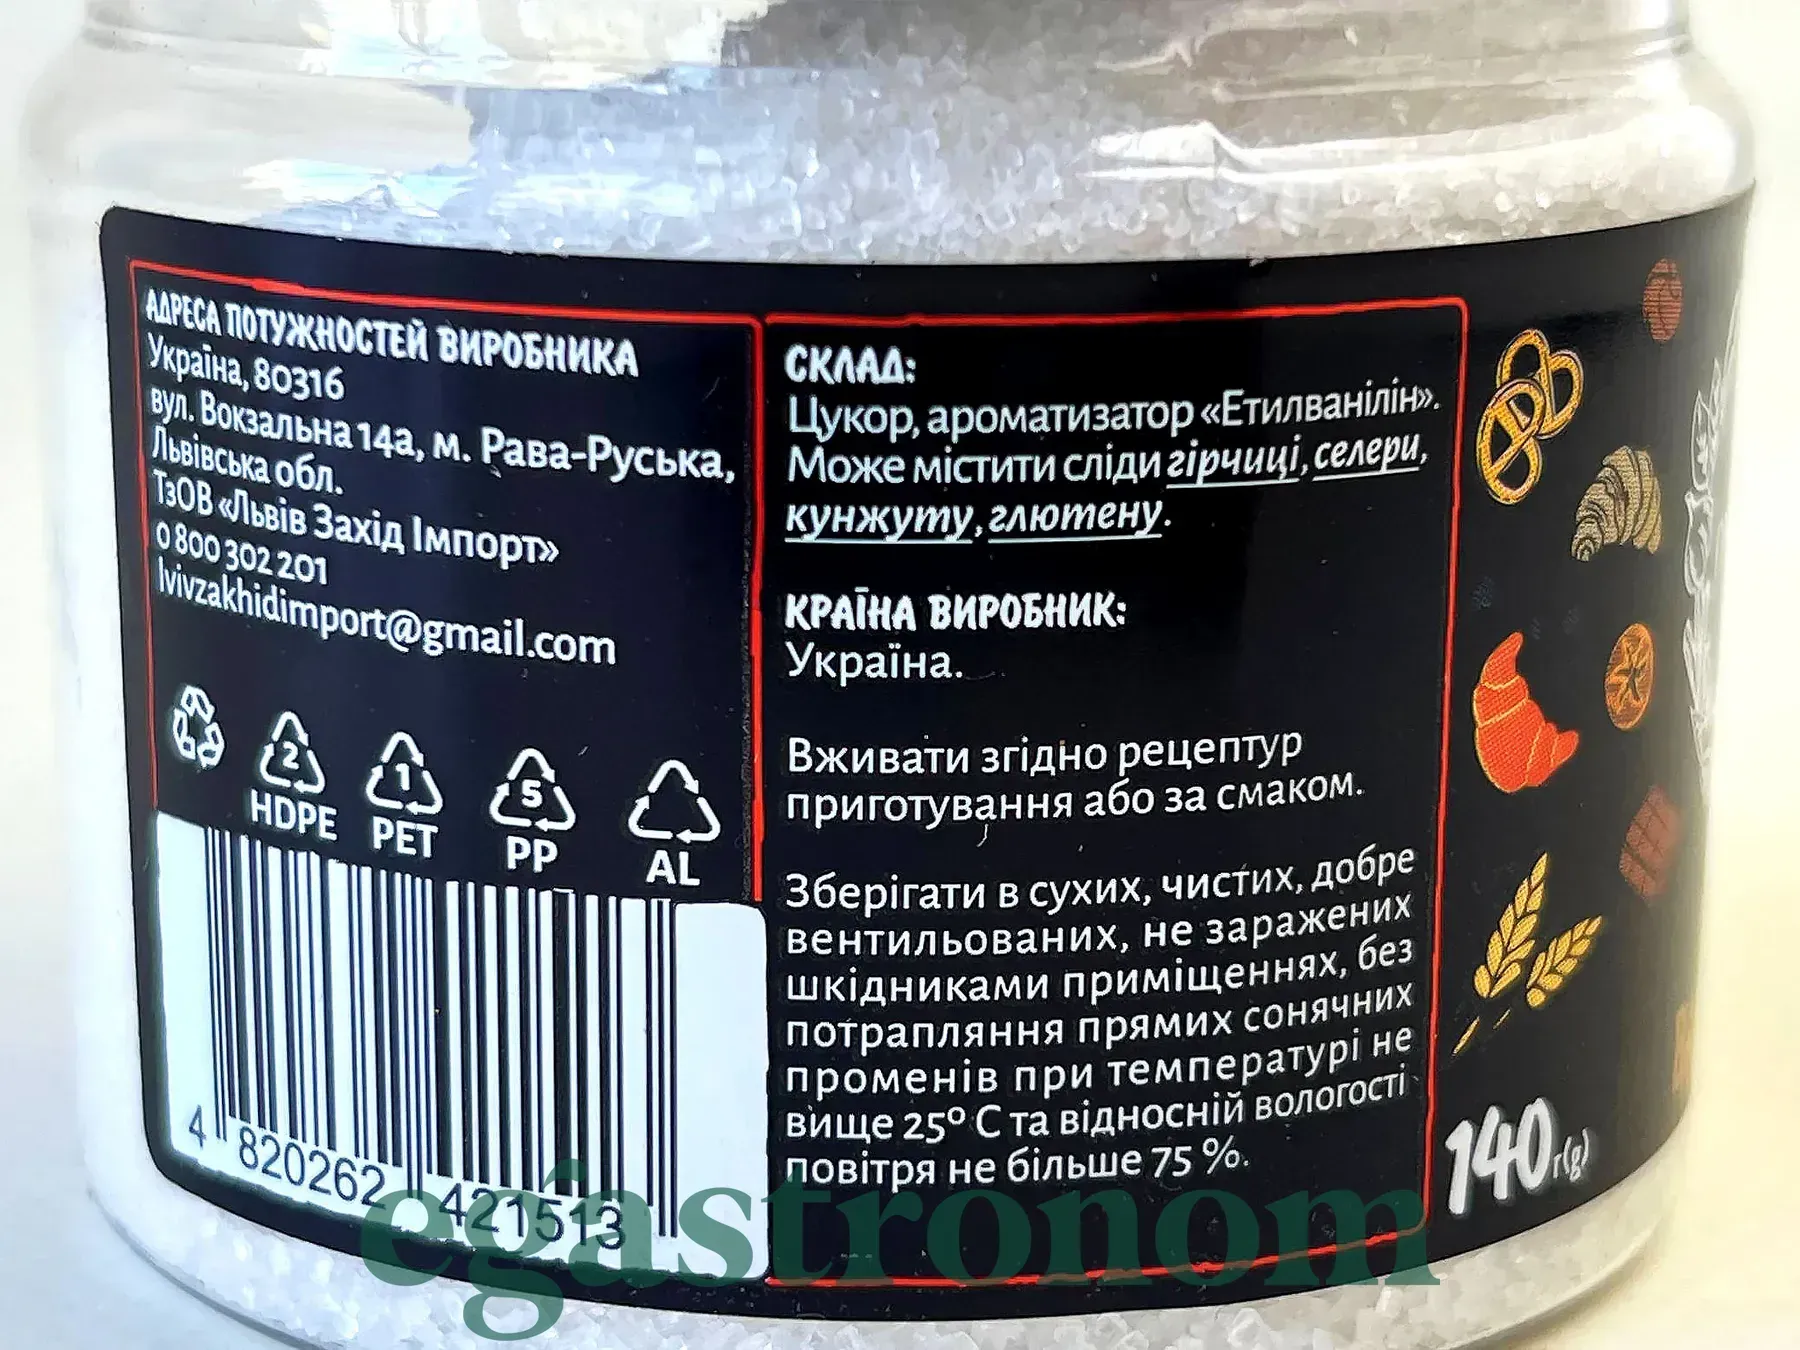 АДРЕСА ПОТУЖНОСТЕЙ ВИРОБНИКА
Україна, 80316
вул. Вокзальна 14а, м. Рава-Руська,
Львівська обл.
ТзОВ «Львів Захід Імпорт»
0 800 302 201
lvivzakhidimport@gmail.com
2
HDPE
1
PET
5
PP
AL
4 820262 421513
СКЛАД:
Цукор, ароматизатор «Етилванілін».
Може містити сліди гірчиці, селери,
кунжуту, глютену.
КРАЇНА ВИРОБНИК:
Україна.
Вживати згідно рецептур
приготування або за смаком.
Зберігати в сухих, чистих, добре
вентильованих, не заражених
шкідниками приміщеннях, без
потрапляння прямих сонячних
променів при температурі не
вище 25º С та відносній вологості
повітря не більше 75 %.
140 г(g)
egastronom